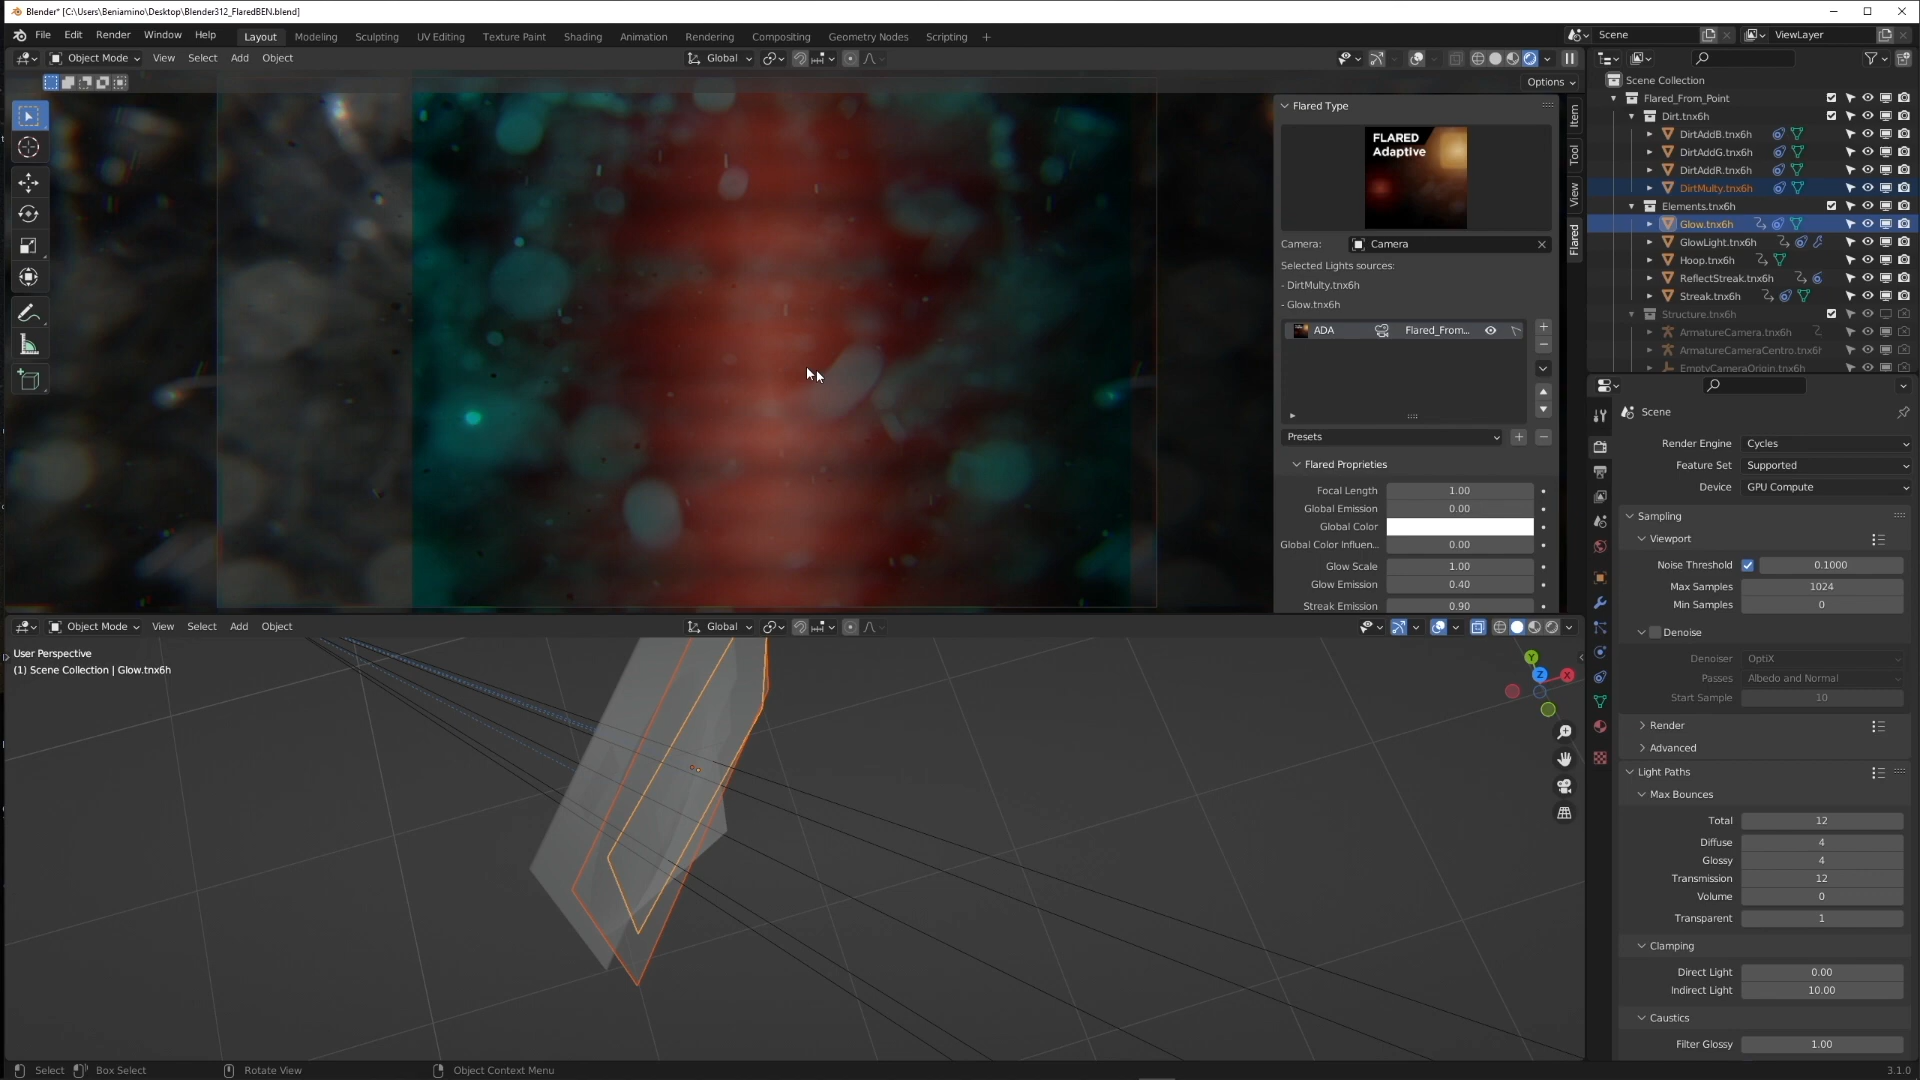 Blender* [C:\Users\Beniamino\Desktop\Blender312_FlaredBEN.blend]
File Edit Render Window Help Layout Modeling Sculpting UV Editing Texture Paint Shading Animation Rendering Compositing Geometry Nodes Scripting Scene ViewLayer
Object Mode View Select Add Object Global
Options
Flared Type
FLARED
Adaptive
Camera: Camera
Selected Lights sources:
- DirtMulty.tnx6h
- Glow.tnx6h
ADA Flared_From...
Presets
Flared Proprieties
Focal Length 1.00
Global Emission 0.00
Global Color
Global Color Influen... 0.00
Glow Scale 1.00
Glow Emission 0.40
Streak Emission 0.90
Item
Tool
View
Flared
Scene Collection
Flared_From_Point
Dirt.tnx6h
DirtAddB.tnx6h
DirtAddG.tnx6h
DirtAddR.tnx6h
DirtMulty.tnx6h
Elements.tnx6h
Glow.tnx6h
GlowLight.tnx6h
Hoop.tnx6h
ReflectStreak.tnx6h
Streak.tnx6h
Structure.tnx6h
ArmatureCamera.tnx6h
ArmatureCameraCentro.tnx6h
EmptyCameraOrigin.tnx6h
Scene
Render Engine Cycles
Feature Set Supported
Device GPU Compute
Sampling
Viewport
Noise Threshold 0.1000
Max Samples 1024
Min Samples 0
Denoise
Denoiser OptiX
Passes Albedo and Normal
Start Sample 10
Render
Advanced
Light Paths
Max Bounces
Total 12
Diffuse 4
Glossy 4
Transmission 12
Volume 0
Transparent 1
Clamping
Direct Light 0.00
Indirect Light 10.00
Caustics
Filter Glossy 1.00
Object Mode View Select Add Object Global
User Perspective
(1) Scene Collection | Glow.tnx6h
Y
Z
X
Select Box Select Rotate View Object Context Menu 3.1.0